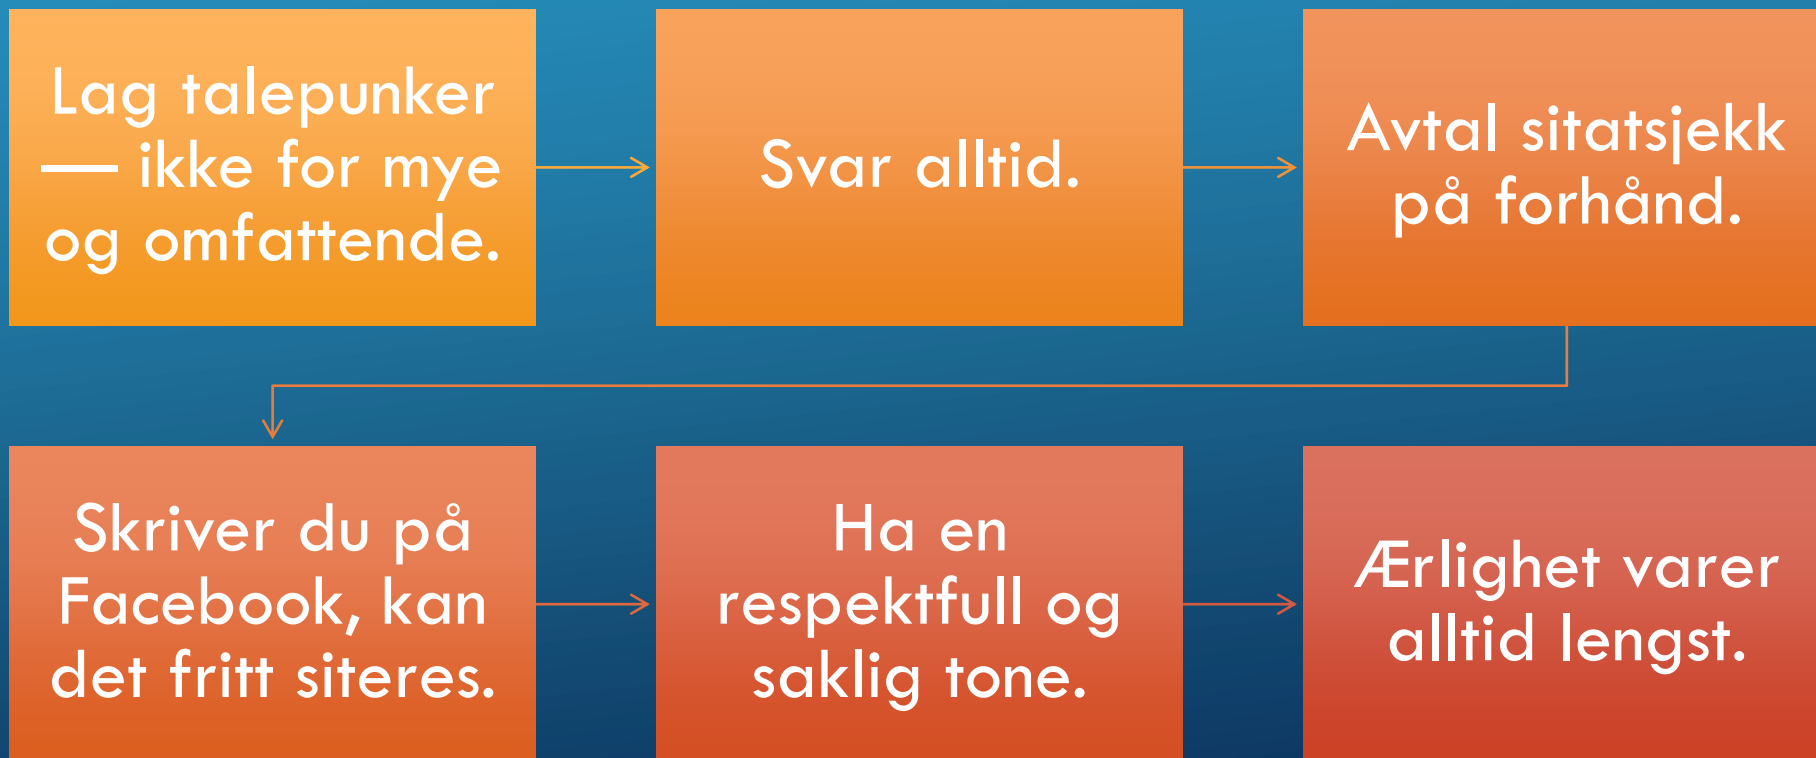 Lag talepunker
— ikke for mye
og omfattende.
Svar alltid.
Avtal sitatsjekk
på forhånd.
Skriver du på
Facebook, kan
det fritt siteres.
Ha en
respektfull og
saklig tone.
Ærlighet varer
alltid lengst.